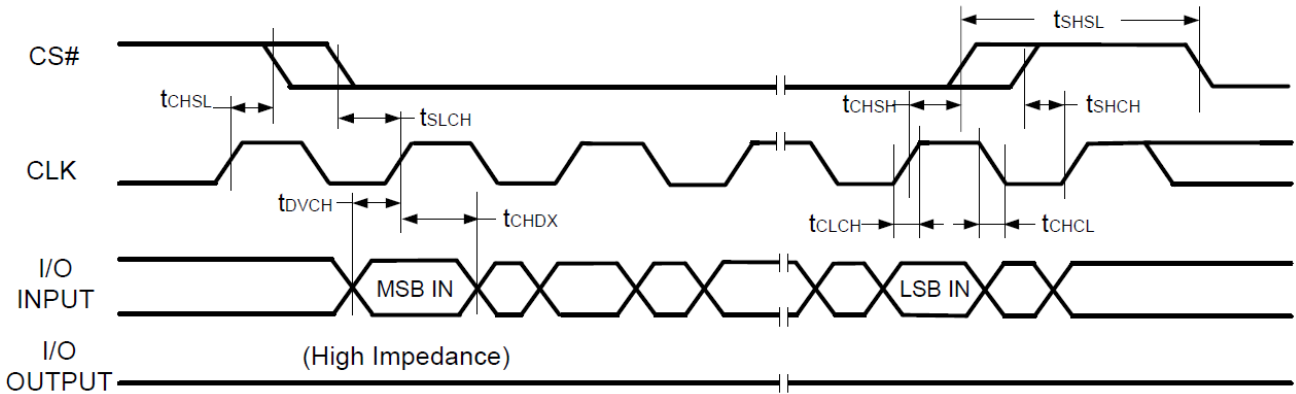 tSHSL
CS#
tCHSL
tSLCH
tCHSH
tSHCH
CLK
tDVCH
tCHDX
tCLCH
tCHCL
I/O
INPUT
MSB IN
LSB IN
I/O
OUTPUT
(High Impedance)